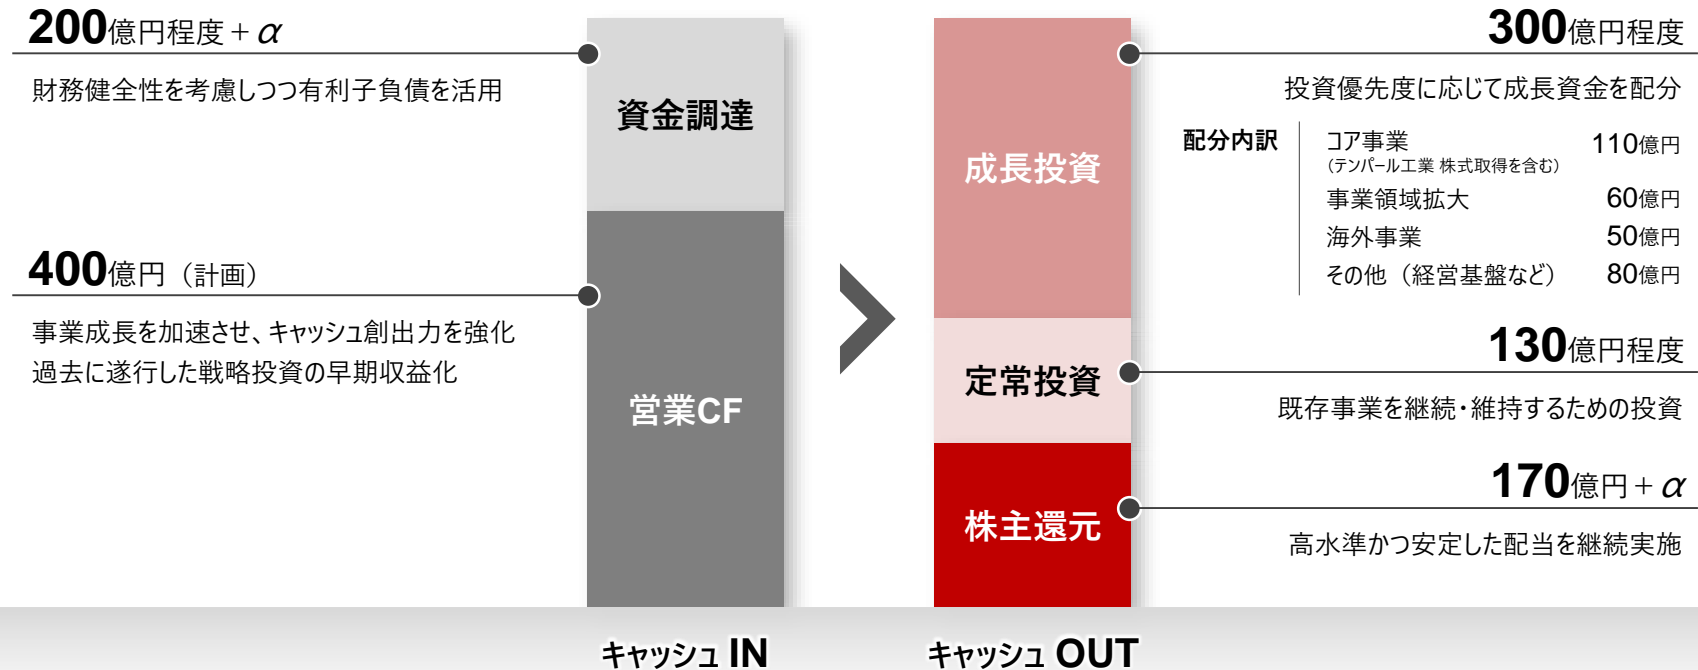 200億円程度+α
財務健全性を考慮しつつ有利子負債を活用
400億円（計画）
事業成長を加速させ、キャッシュ創出力を強化
過去に遂行した戦略投資の早期収益化
資金調達
営業CF
キャッシュ IN
成長投資
定常投資
株主還元
キャッシュ OUT
300億円程度
投資優先度に応じて成長資金を配分
配分内訳
コア事業 110億円
(テンパール工業 株式取得を含む)
事業領域拡大 60億円
海外事業 50億円
その他（経営基盤など） 80億円
130億円程度
既存事業を継続・維持するための投資
170億円+α
高水準かつ安定した配当を継続実施